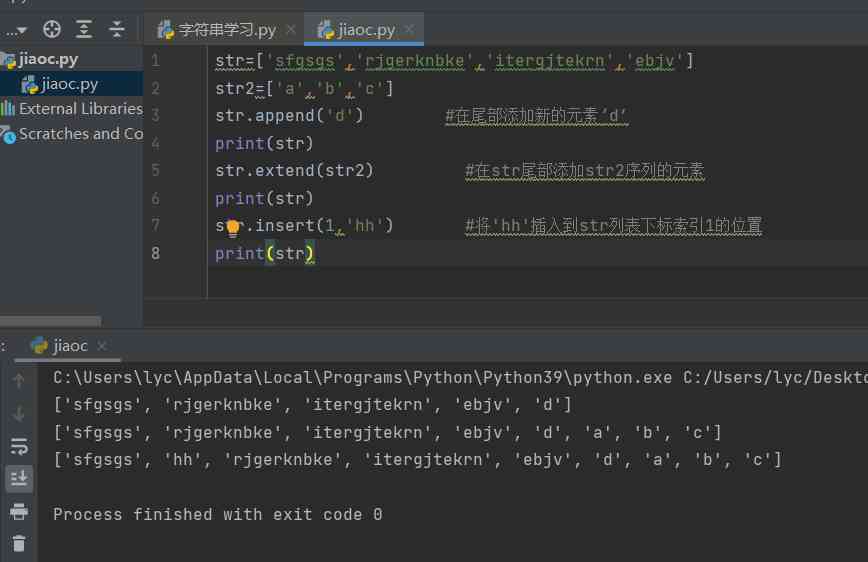 字符串学习.py
jiaoc.py
jiaoc.py
jiaoc.py
External Libraries
Scratches and Co
1 str=['sfgsgs','rjgerknbke','itergjtekrn','ebjv']
2 str2=['a','b','c']
3 str.append('d') #在尾部添加新的元素‘d’
4 print(str)
5 str.extend(str2) #在str尾部添加str2序列的元素
6 print(str)
7 str.insert(1,'hh') #将'hh'插入到str列表下标索引1的位置
8 print(str)
jiaoc
C:\Users\lyc\AppData\Local\Programs\Python\Python39\python.exe C:/Users/lyc/Deskto
['sfgsgs', 'rjgerknbke', 'itergjtekrn', 'ebjv', 'd']
['sfgsgs', 'rjgerknbke', 'itergjtekrn', 'ebjv', 'd', 'a', 'b', 'c']
['sfgsgs', 'hh', 'rjgerknbke', 'itergjtekrn', 'ebjv', 'd', 'a', 'b', 'c']
Process finished with exit code 0